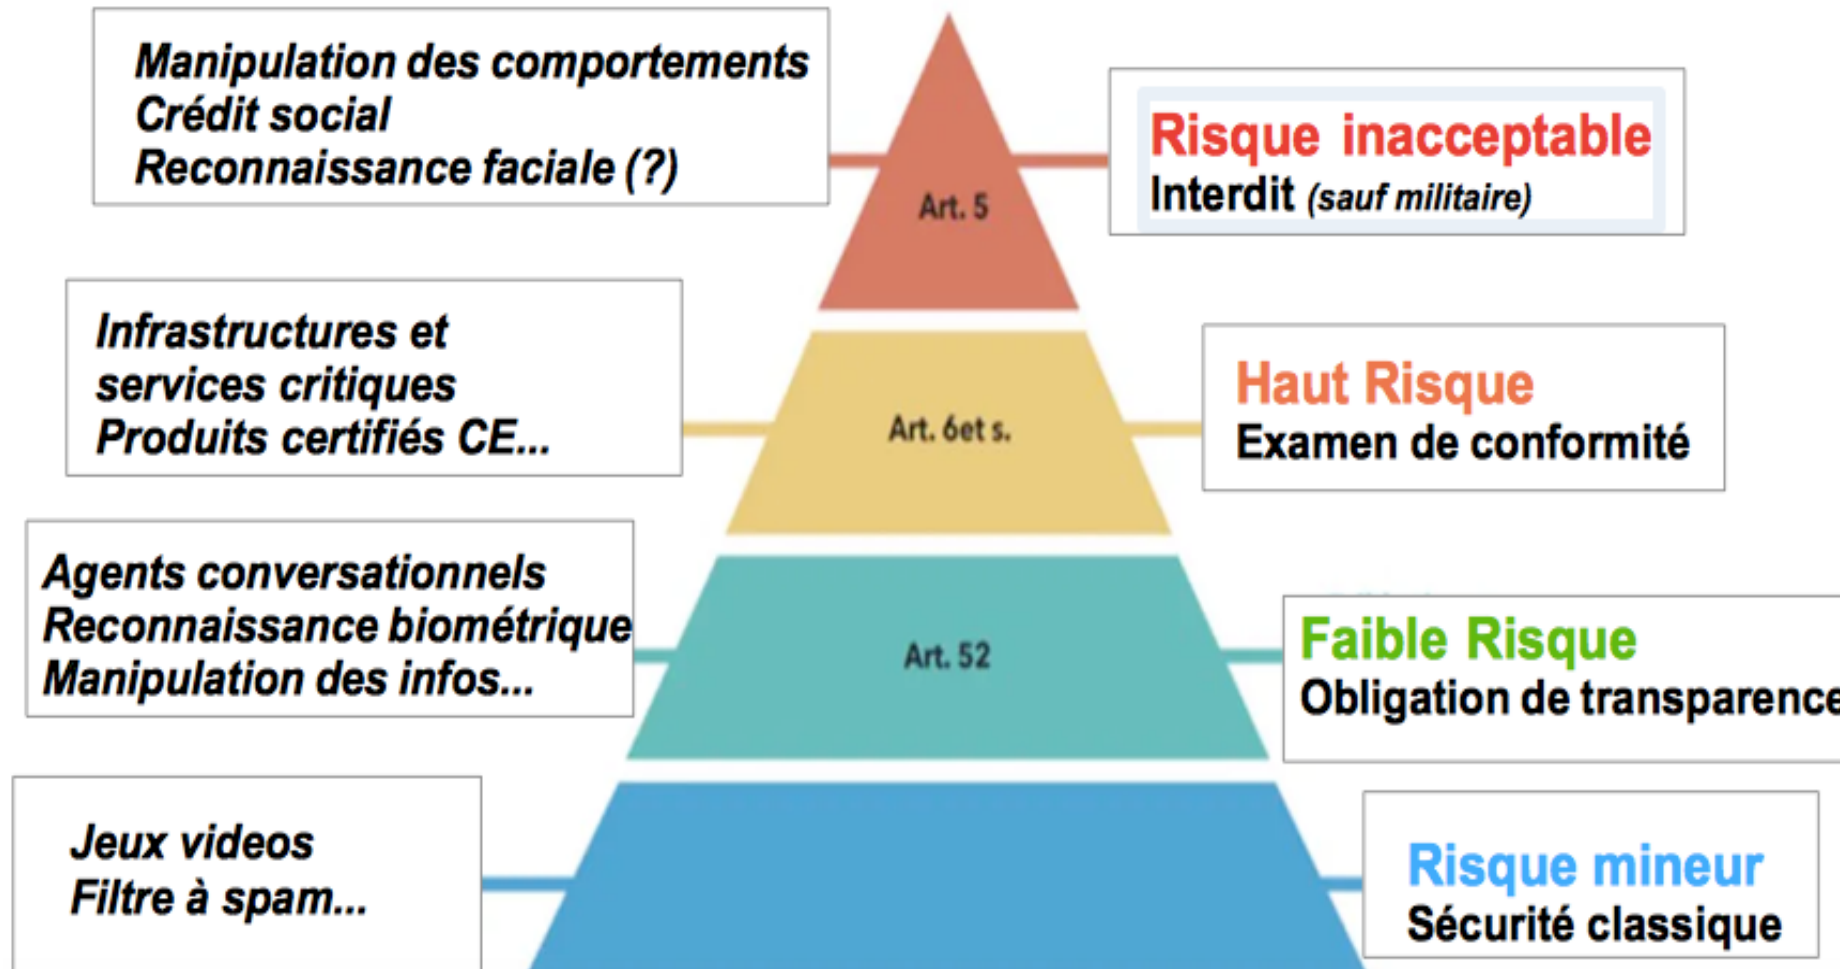 Manipulation des comportements
Crédit social
Reconnaissance faciale (?)
Art. 5
Risque inacceptable
Interdit (sauf militaire)
Infrastructures et
services critiques
Produits certifiés CE...
Art. 6et s.
Haut Risque
Examen de conformité
Agents conversationnels
Reconnaissance biométrique
Manipulation des infos...
Art. 52
Faible Risque
Obligation de transparence
Jeux videos
Filtre à spam...
Risque mineur
Sécurité classique